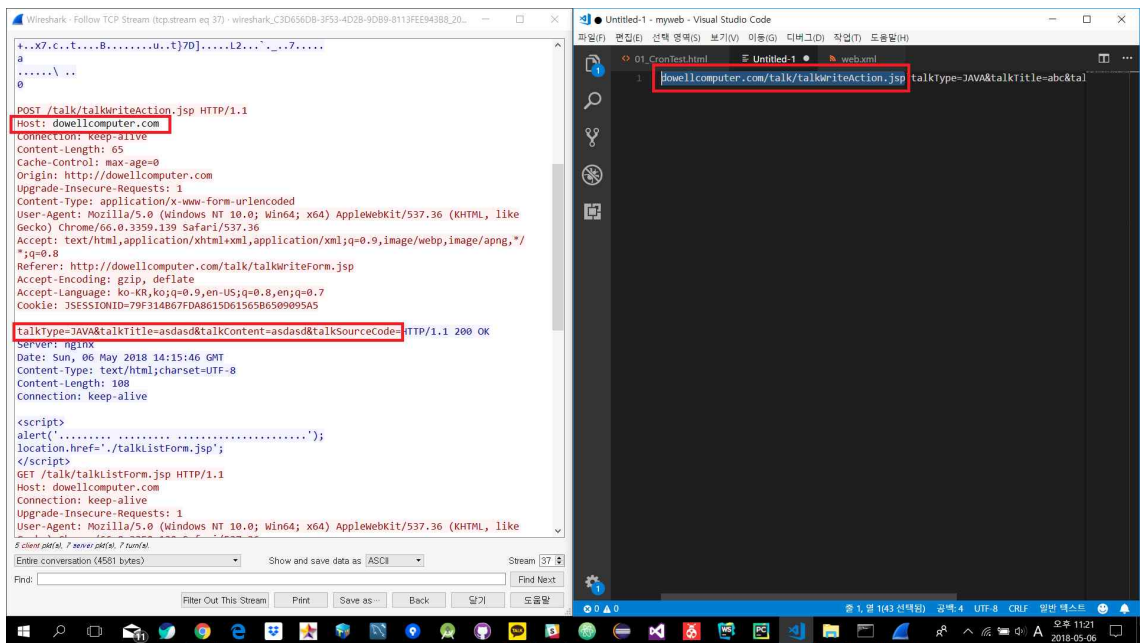 Wireshark · Follow TCP Stream (tcp.stream eq 37) · wireshark_C3D656DB-3F53-4D2B-9DB9-8113FEE943B8_20...
+..x7.c..t....B........u..t}7D].....L2...`._..7.....
a
......\ ..
0
POST /talk/talkWriteAction.jsp HTTP/1.1
Host: dowellcomputer.com
Connection: keep-alive
Content-Length: 65
Cache-Control: max-age=0
Origin: http://dowellcomputer.com
Upgrade-Insecure-Requests: 1
Content-Type: application/x-www-form-urlencoded
User-Agent: Mozilla/5.0 (Windows NT 10.0; Win64; x64) AppleWebKit/537.36 (KHTML, like
Gecko) Chrome/66.0.3359.139 Safari/537.36
Accept: text/html,application/xhtml+xml,application/xml;q=0.9,image/webp,image/apng,*/
*;q=0.8
Referer: http://dowellcomputer.com/talk/talkWriteForm.jsp
Accept-Encoding: gzip, deflate
Accept-Language: ko-KR,ko;q=0.9,en-US;q=0.8,en;q=0.7
Cookie: JSESSIONID=79F314B67FDA8615D61565B6509095A5
talkType=JAVA&talkTitle=asdasd&talkContent=asdasd&talkSourceCode=HTTP/1.1 200 OK
Server: nginx
Date: Sun, 06 May 2018 14:15:46 GMT
Content-Type: text/html;charset=UTF-8
Content-Length: 108
Connection: keep-alive
<script>
alert('......... ......... ......................');
location.href='./talkListForm.jsp';
</script>
GET /talk/talkListForm.jsp HTTP/1.1
Host: dowellcomputer.com
Connection: keep-alive
Upgrade-Insecure-Requests: 1
User-Agent: Mozilla/5.0 (Windows NT 10.0; Win64; x64) AppleWebKit/537.36 (KHTML, like
5 client pkt(s), 7 server pkt(s), 7 turn(s).
Entire conversation (4581 bytes) Show and save data as ASCII Stream 37
Find: Find Next
Filter Out This Stream Print Save as… Back 닫기 도움말
● Untitled-1 - myweb - Visual Studio Code
파일(F) 편집(E) 선택 영역(S) 보기(V) 이동(G) 디버그(D) 작업(T) 도움말(H)
01_CronTest.html Untitled-1 ● web.xml
1 dowellcomputer.com/talk/talkWriteAction.jsp talkType=JAVA&talkTitle=abc&tal
1
1
0 0 줄 1, 열 1(43 선택됨) 공백: 4 UTF-8 CRLF 일반 텍스트
A 오후 11:21
2018-05-06